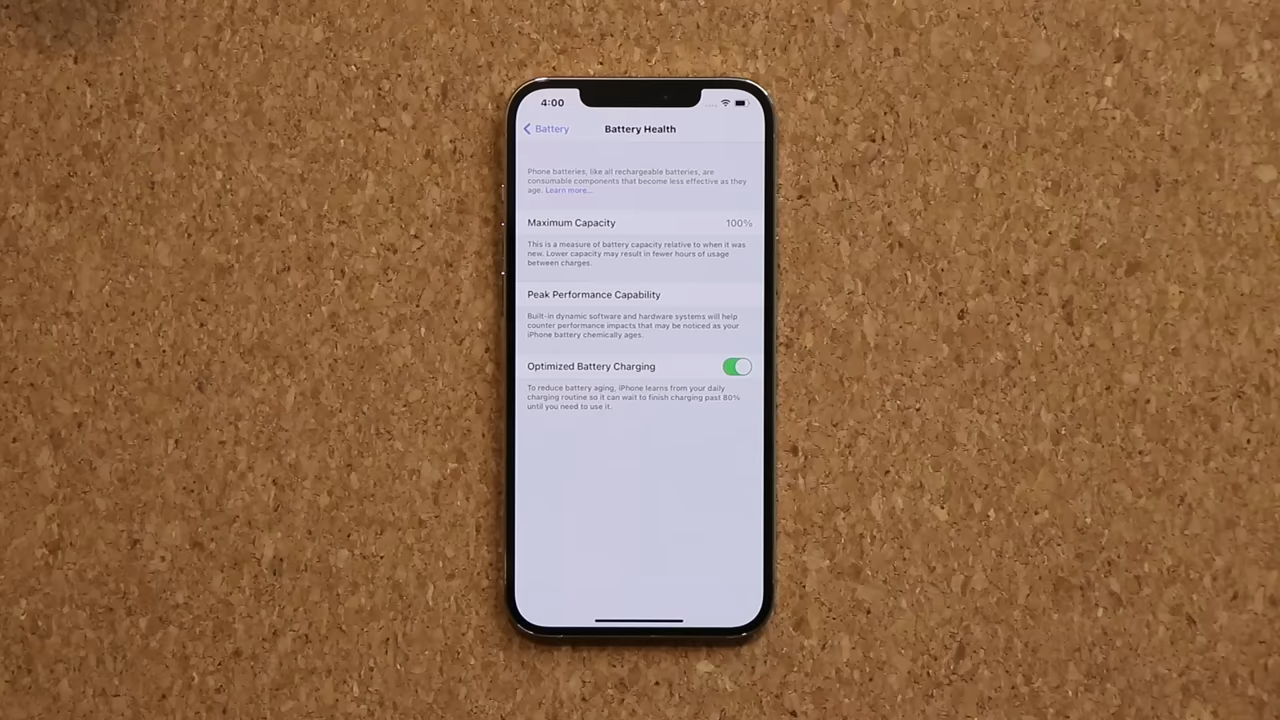 4:00
Battery
Battery Health
Phone batteries, like all rechargeable batteries, are
consumable components that become less effective as they
age. Learn more...
Maximum Capacity 100%
This is a measure of battery capacity relative to when it was
new. Lower capacity may result in fewer hours of usage
between charges.
Peak Performance Capability
Built-in dynamic software and hardware systems will help
counter performance impacts that may be noticed as your
iPhone battery chemically ages.
Optimized Battery Charging
To reduce battery aging, iPhone learns from your daily
charging routine so it can wait to finish charging past 80%
until you need to use it.